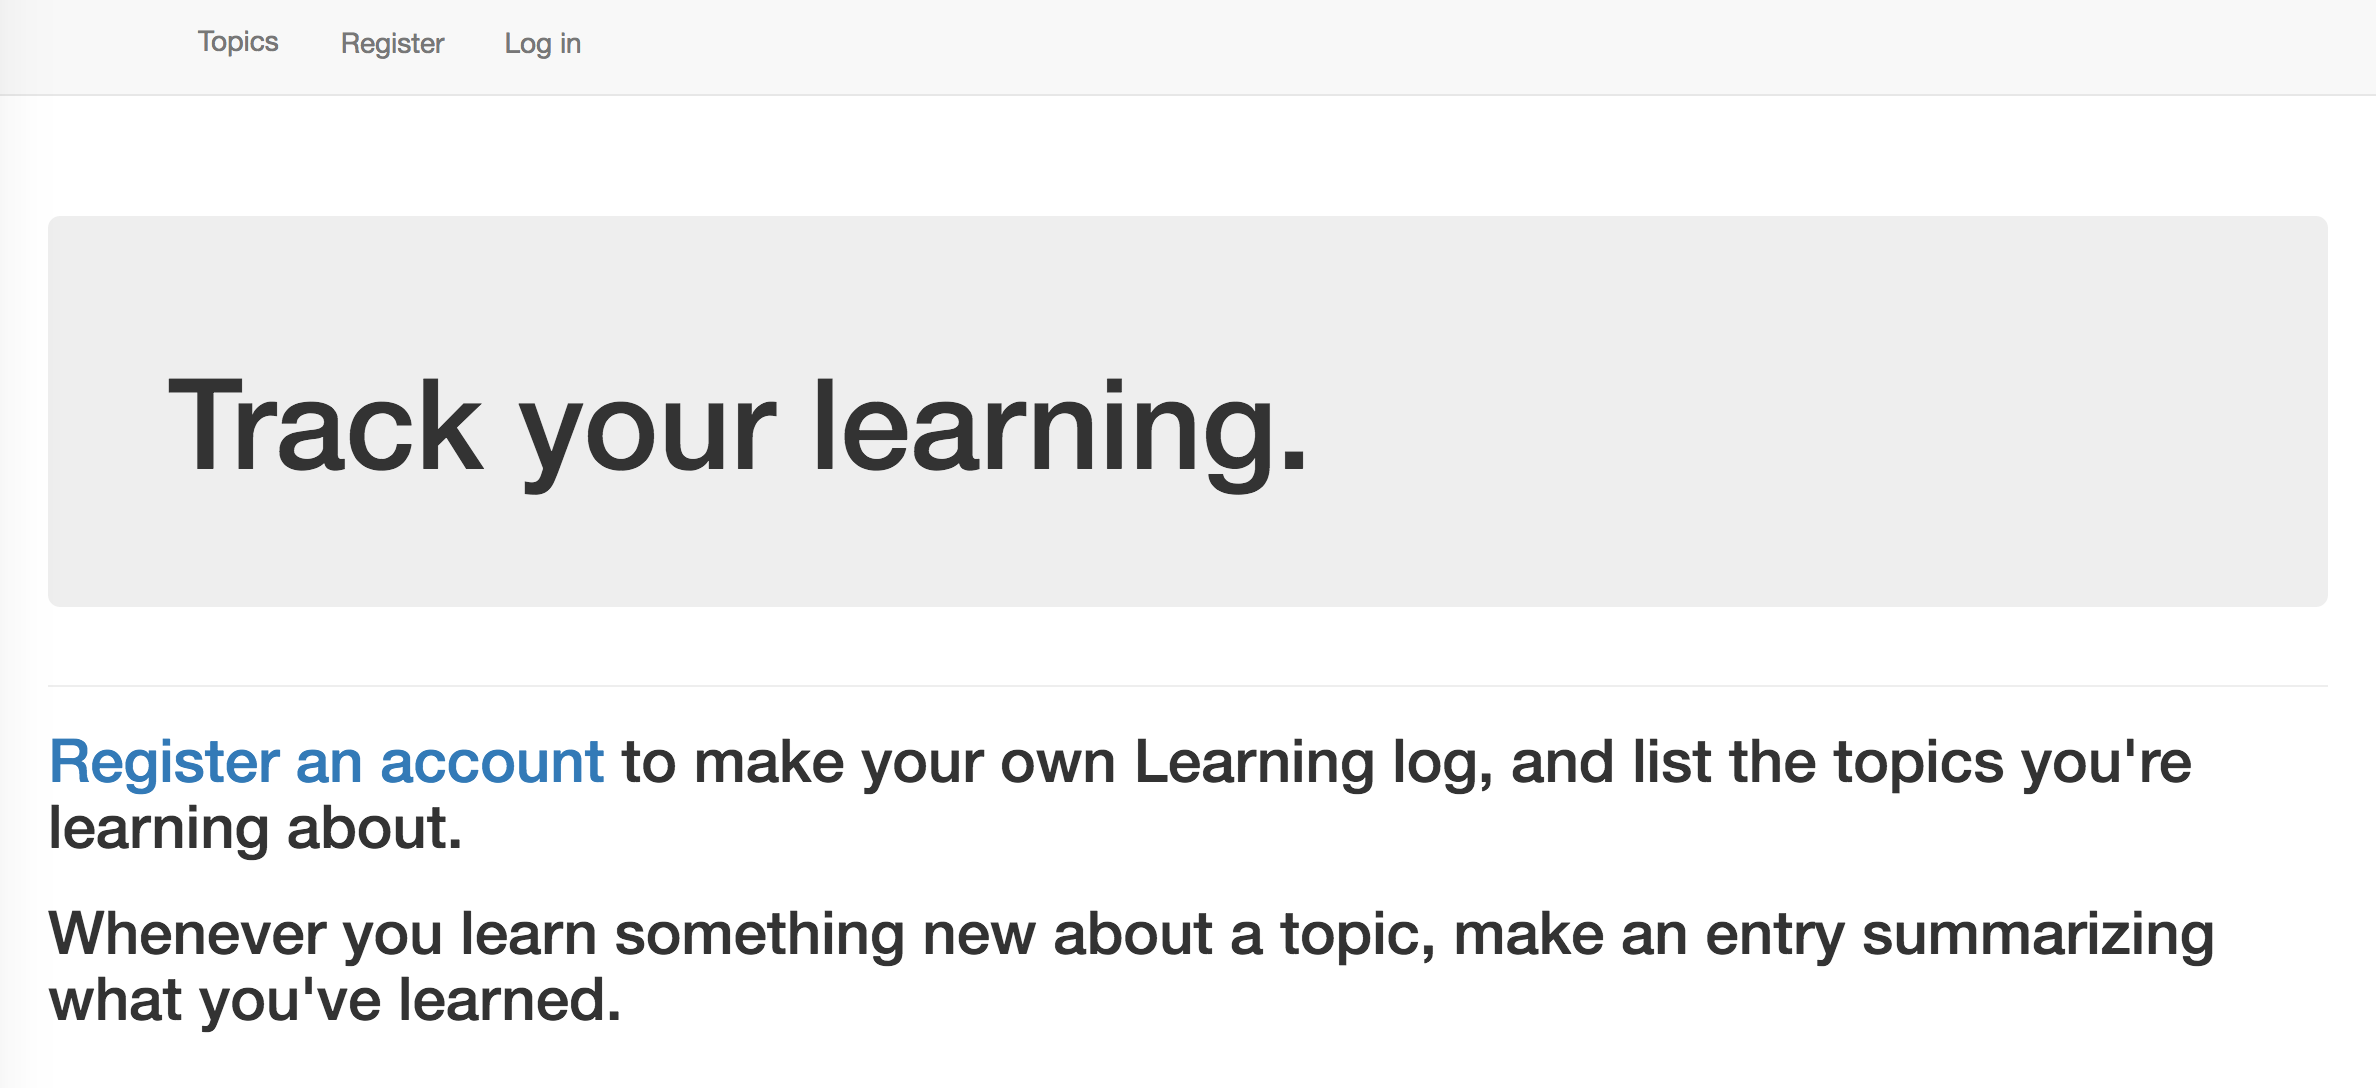 Topics Register Log in
Track your learning.
Register an account to make your own Learning log, and list the topics you're
learning about.
Whenever you learn something new about a topic, make an entry summarizing
what you've learned.